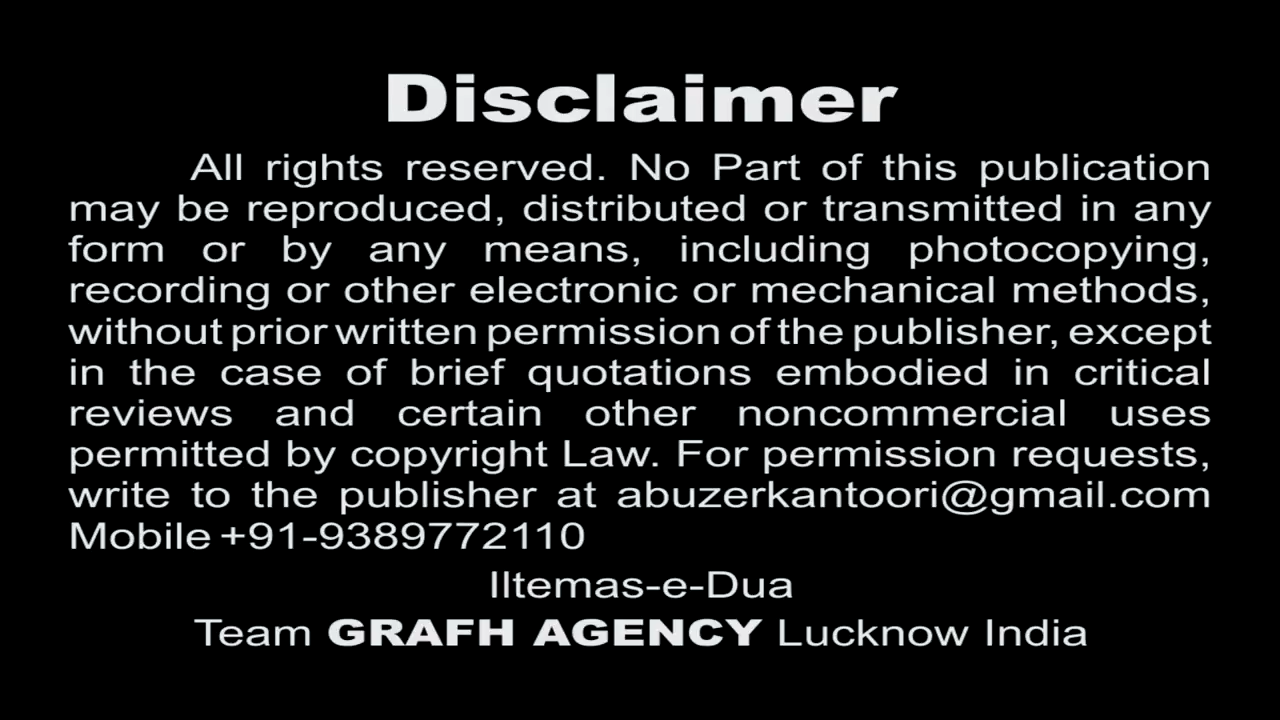 Disclaimer
All rights reserved. No Part of this publication
may be reproduced, distributed or transmitted in any
form or by any means, including photocopying,
recording or other electronic or mechanical methods,
without prior written permission of the publisher, except
in the case of brief quotations embodied in critical
reviews and certain other noncommercial uses
permitted by copyright Law. For permission requests,
write to the publisher at abuzerkantoori@gmail.com
Mobile +91-9389772110
IItemas-e-Dua
Team GRAFH AGENCY Lucknow India